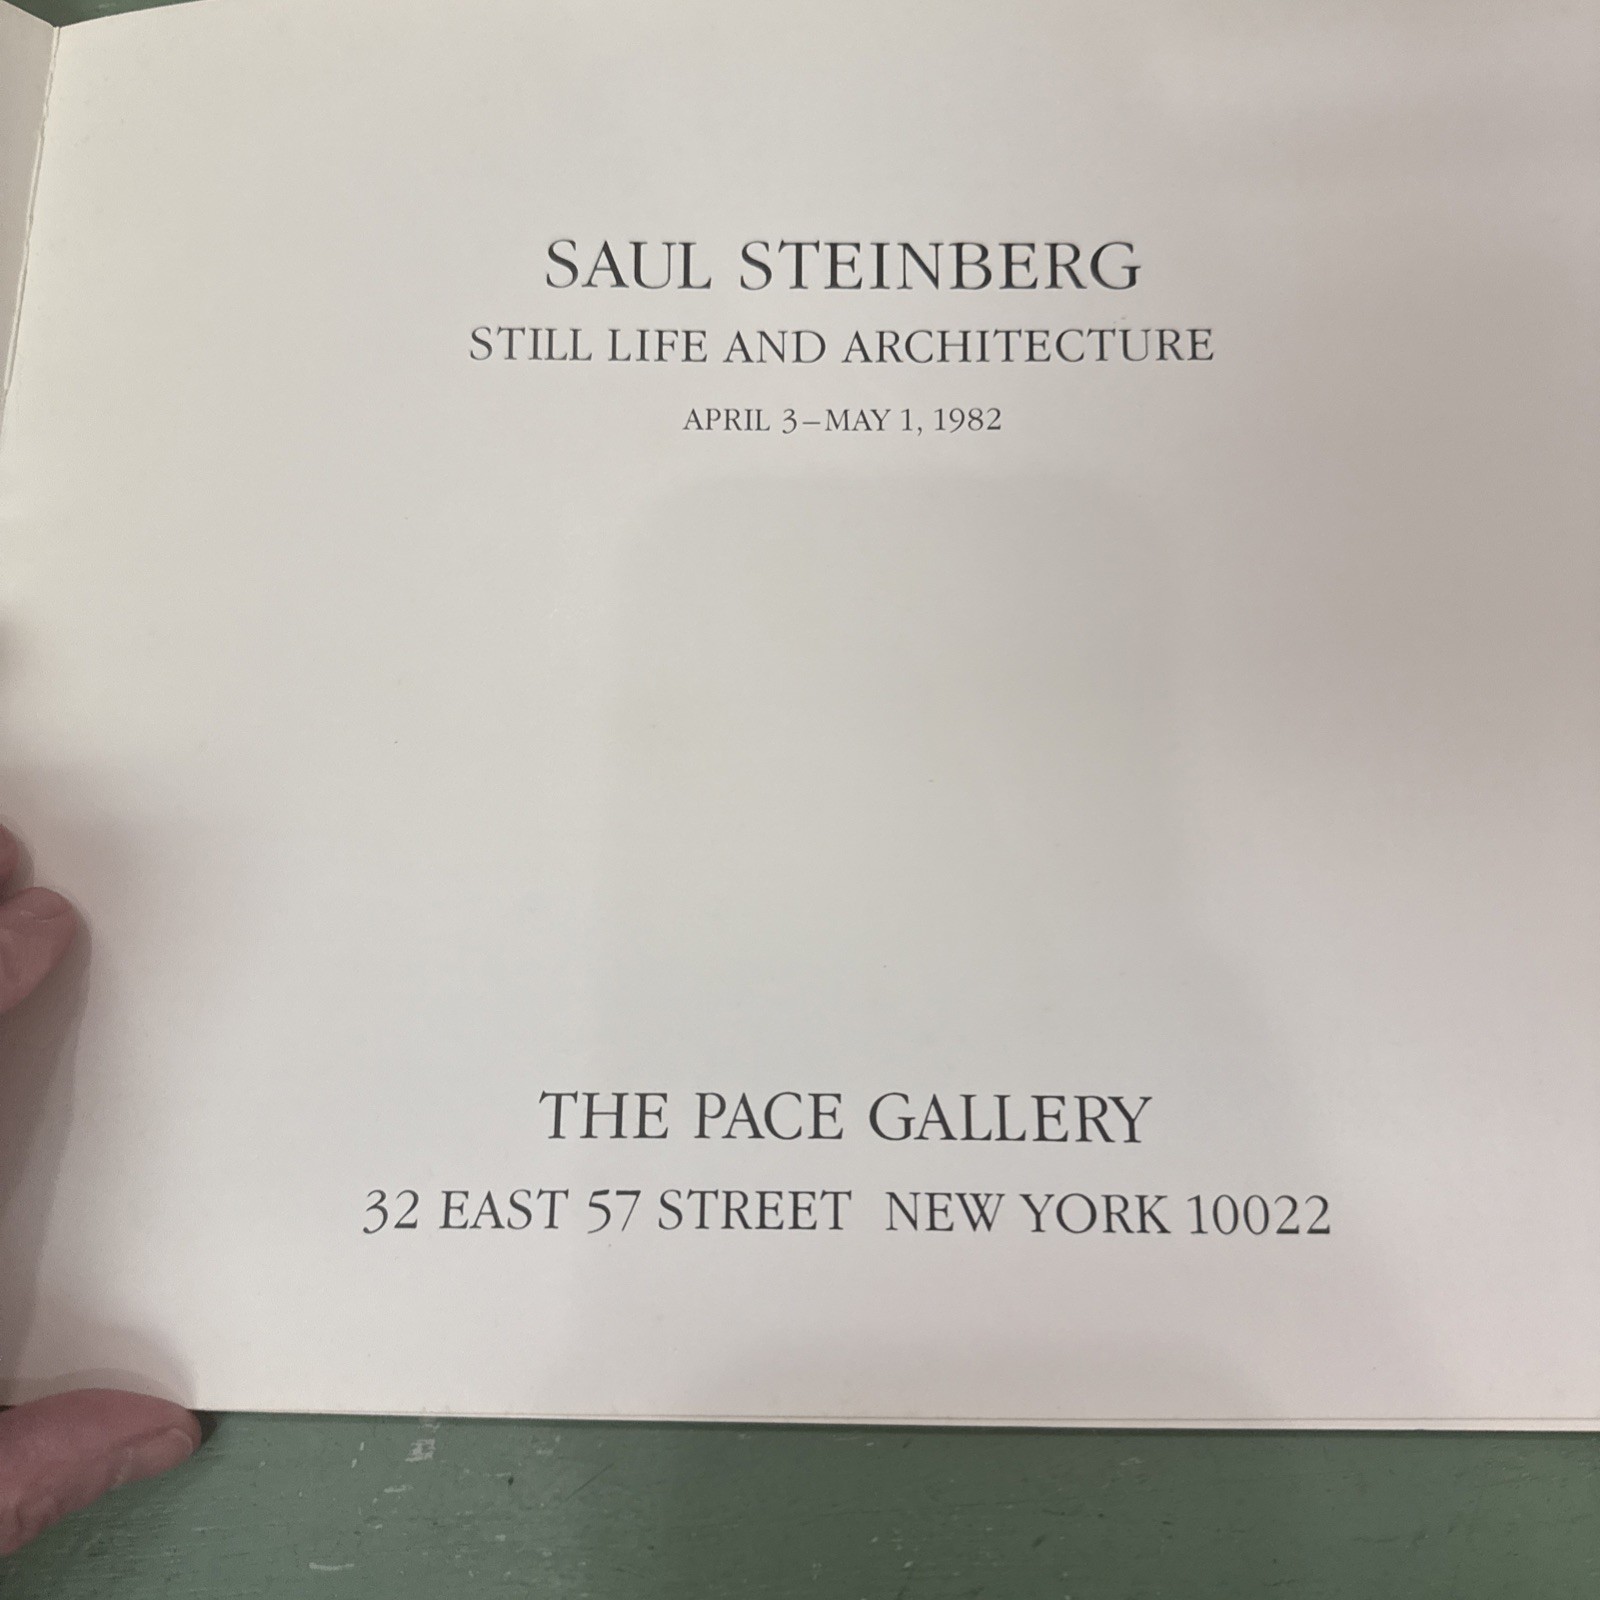 SAUL STEINBERG
STILL LIFE AND ARCHITECTURE
APRIL 3–MAY 1, 1982
THE PACE GALLERY
32 EAST 57 STREET NEW YORK 10022